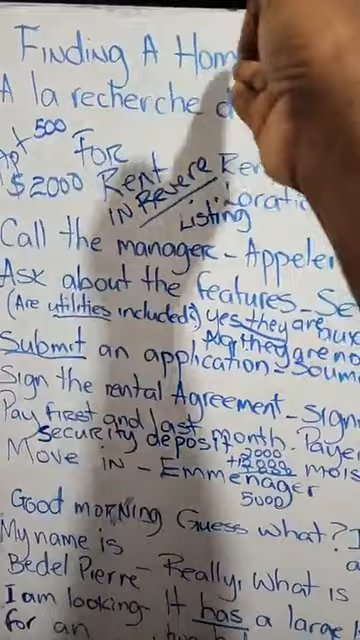 Finding A Hom
A la recherche d
Apt 500 For
$2000 Rent
IN Revere
Listing
Call the manager - Appeler
Ask about the features - Se
(Are utilities included?) yes they are
No, they are no
Submit an application - Soum
Sign the rental Agreement - Sign
Pay first and last month. Payer
security deposit mois
2000
+
5000
Move in - Emménager
Good morning Guess what? I
My name is
Bedel Pierre - Really, what is
I am looking It has a large
for an